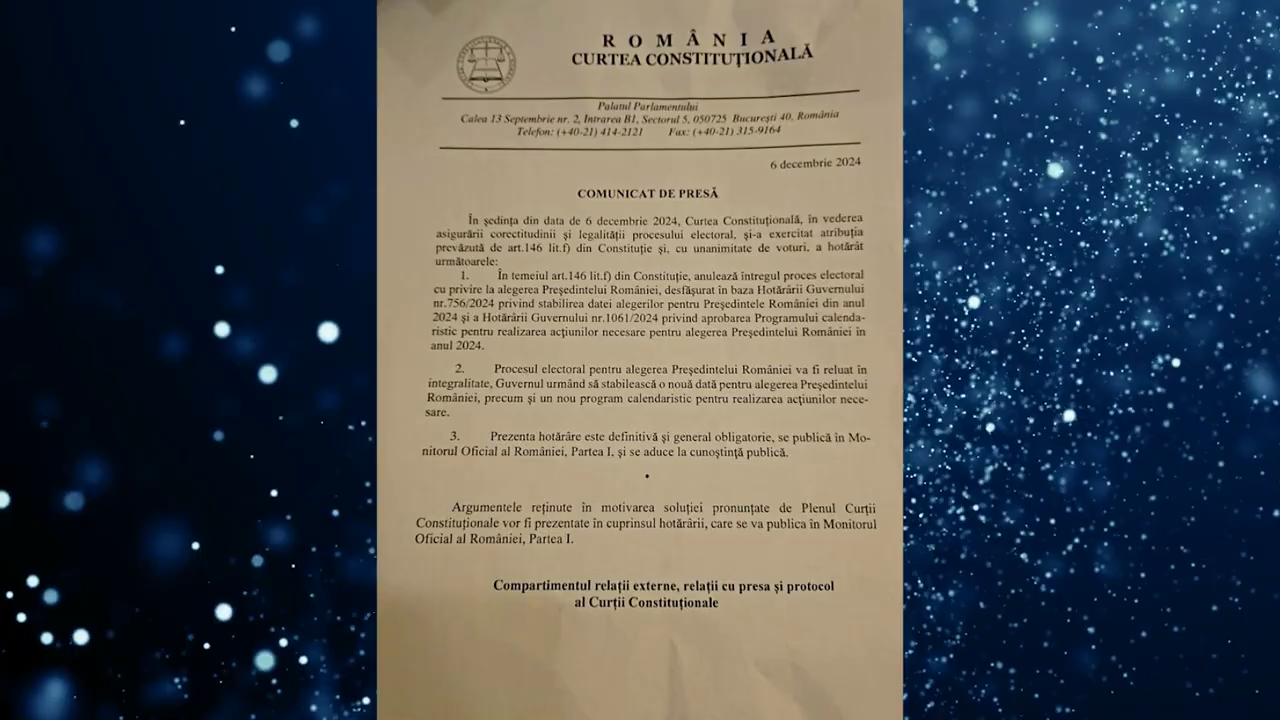 R O M Â N I A
CURTEA CONSTITUȚIONALĂ
Palatul Parlamentului
Calea 13 Septembrie nr. 2, Intrarea B1, Sectorul 5, 050725 București 40, România
Telefon: (+40-21) 414-2121 Fax: (+40-21) 315-9164
6 decembrie 2024
COMUNICAT DE PRESĂ
În ședința din data de 6 decembrie 2024, Curtea Constituțională, în vederea
asigurării corectitudinii și legalității procesului electoral, și-a exercitat atribuția
prevăzută de art.146 lit.f) din Constituție și, cu unanimitate de voturi, a hotărât
următoarele:
1. În temeiul art.146 lit.f) din Constituție, anulează întregul proces electoral
cu privire la alegerea Președintelui României, desfășurat în baza Hotărârii Guvernului
nr.756/2024 privind stabilirea datei alegerilor pentru Președintele României din anul
2024 și a Hotărârii Guvernului nr.1061/2024 privind aprobarea Programului calenda-
ristic pentru realizarea acțiunilor necesare pentru alegerea Președintelui României în
anul 2024.
2. Procesul electoral pentru alegerea Președintelui României va fi reluat în
integralitate, Guvernul urmând să stabilească o nouă dată pentru alegerea Președintelui
României, precum și un nou program calendaristic pentru realizarea acțiunilor nece-
sare.
3. Prezenta hotărâre este definitivă și general obligatorie, se publică în Mo-
nitorul Oficial al României, Partea I, și se aduce la cunoștință publică.
Argumentele reținute în motivarea soluției pronunțate de Plenul Curții
Constituționale vor fi prezentate în cuprinsul hotărârii, care se va publica în Monitorul
Oficial al României, Partea I.
Compartimentul relații externe, relații cu presa și protocol
al Curții Constituționale